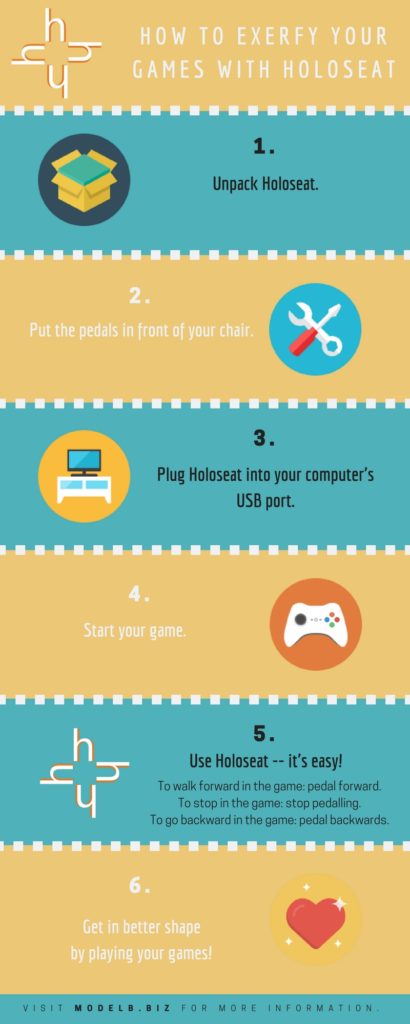 HOW TO EXERFY YOUR
GAMES WITH HOLOSEAT
1.
Unpack Holoseat.
2.
Put the pedals in front of your chair.
3.
Plug Holoseat into your computer's
USB port.
4.
Start your game.
5.
Use Holoseat -- it's easy!
To walk forward in the game: pedal forward.
To stop in the game: stop pedalling.
To go backward in the game: pedal backwards.
6.
Get in better shape
by playing your games!
VISIT MODELB.BIZ FOR MORE INFORMATION.